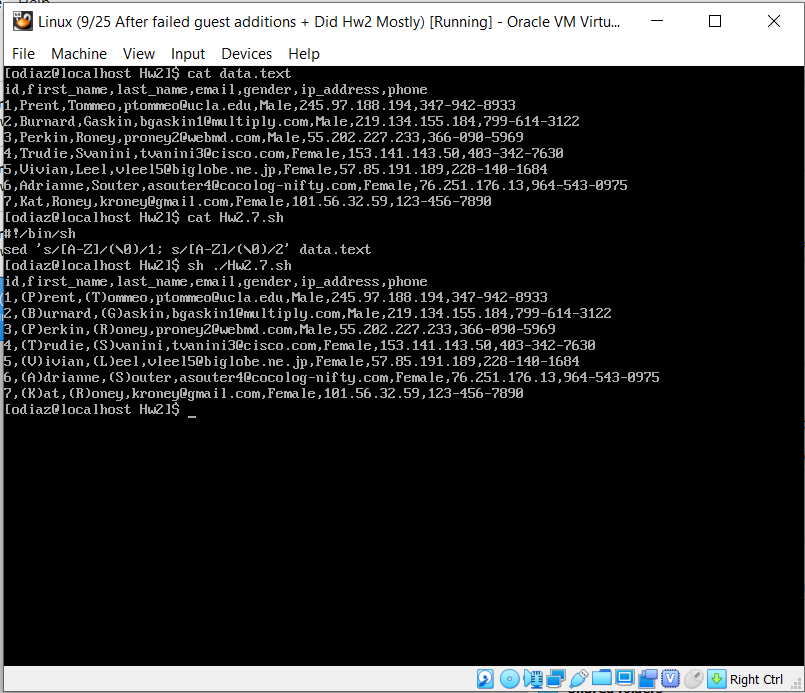 Linux (9/25 After failed guest additions + Did Hw2 Mostly) [Running] - Oracle VM Virtu...
File Machine View Input Devices Help
[odiaz@localhost Hw2]$ cat data.text
id,first_name,last_name,email,gender,ip_address,phone
1,Prent,Tommeo,ptommeo@ucla.edu,Male,245.97.188.194,347-942-8933
2,Burnard,Gaskin,bgaskin1@multiply.com,Male,219.134.155.184,799-614-3122
3,Perkin,Roney,proney2@webmd.com,Male,55.202.227.233,366-090-5969
4,Trudie,Svanini,tvanini3@cisco.com,Female,153.141.143.50,403-342-7630
5,Vivian,Leel,vleel5@biglobe.ne.jp,Female,57.85.191.189,228-140-1684
6,Adrianne,Souter,asouter4@cocolog-nifty.com,Female,76.251.176.13,964-543-0975
7,Kat,Roney,kroney@gmail.com,Female,101.56.32.59,123-456-7890
[odiaz@localhost Hw2]$ cat Hw2.7.sh
#!/bin/sh
sed 's/[A-Z]/(\0)/1; s/[A-Z]/(\0)/2' data.text
[odiaz@localhost Hw2]$ sh ./Hw2.7.sh
id,first_name,last_name,email,gender,ip_address,phone
1,(P)rent,(T)ommeo,ptommeo@ucla.edu,Male,245.97.188.194,347-942-8933
2,(B)urnard,(G)askin,bgaskin1@multiply.com,Male,219.134.155.184,799-614-3122
3,(P)erkin,(R)oney,proney2@webmd.com,Male,55.202.227.233,366-090-5969
4,(T)rudie,(S)vanini,tvanini3@cisco.com,Female,153.141.143.50,403-342-7630
5,(V)ivian,(L)eel,vleel5@biglobe.ne.jp,Female,57.85.191.189,228-140-1684
6,(A)drianne,(S)outer,asouter4@cocolog-nifty.com,Female,76.251.176.13,964-543-0975
7,(K)at,(R)oney,kroney@gmail.com,Female,101.56.32.59,123-456-7890
[odiaz@localhost Hw2]$ _
Right Ctrl